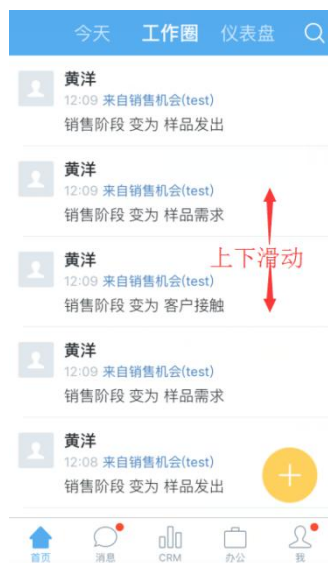 今天 工作圈 仪表盘
黄洋
12:09 来自销售机会(test)
销售阶段 变为 样品发出
黄洋
12:09 来自销售机会(test)
销售阶段 变为 样品需求
黄洋
上下滑动
12:09 来自销售机会(test)
销售阶段 变为 客户接触
黄洋
12:09 来自销售机会(test)
销售阶段 变为 样品需求
黄洋
12:08 来自销售机会(test)
销售阶段 变为 样品发出
首页 消息 CRM 办公 我